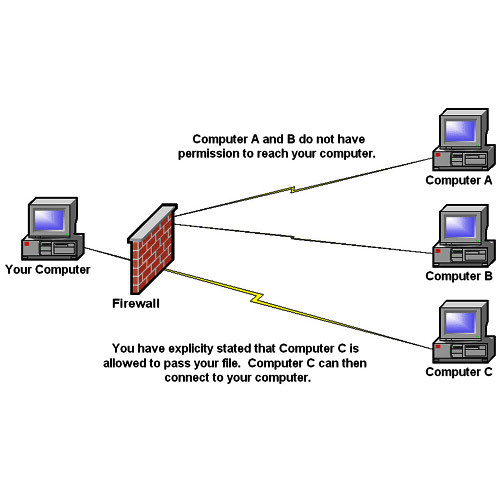 Computer A and B do not have
permission to reach your computer.
Computer A
Your Computer
Computer B
Firewall
You have explicity stated that Computer C is
allowed to pass your file.  Computer C can then
connect to your computer.
Computer C